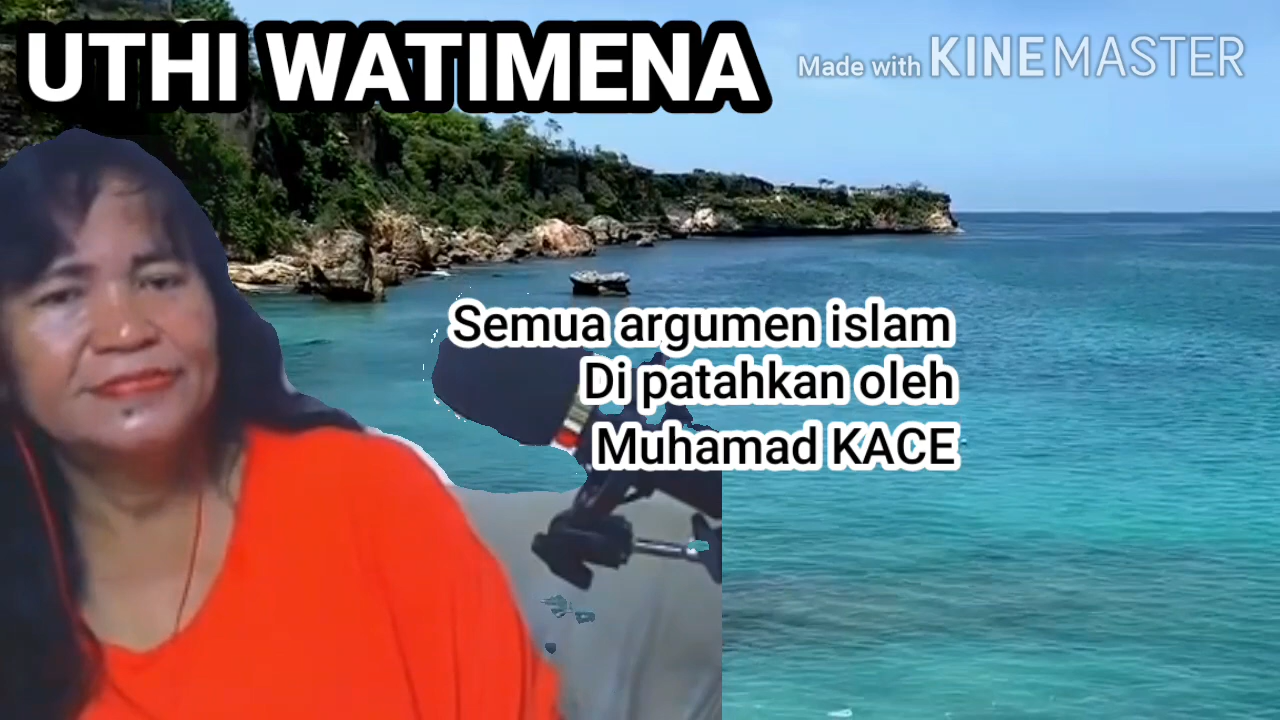 UTHI WATIMENA
Made with KINEMASTER
Semua argumen islam
Di patahkan oleh
Muhamad KACE